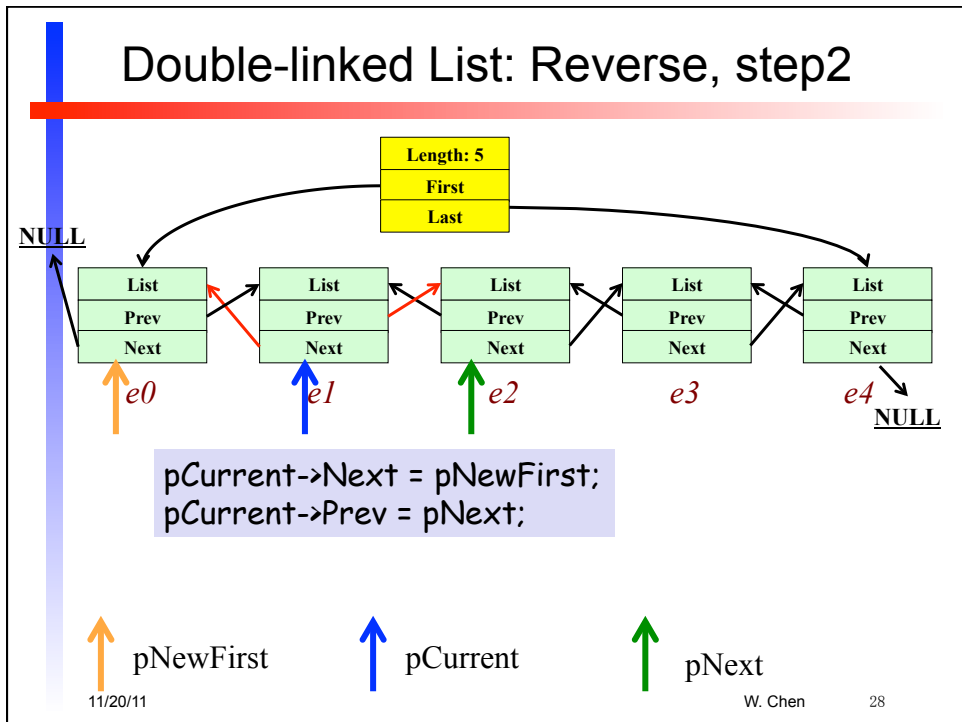 Double-linked List: Reverse, step2
Length: 5
First
Last
NULL
List
Prev
Next
List
Prev
Next
List
Prev
Next
List
Prev
Next
List
Prev
Next
e0
e1
e2
e3
e4
NULL
pCurrent->Next = pNewFirst;
pCurrent->Prev = pNext;
pNewFirst
pCurrent
pNext
11/20/11
W. Chen
28